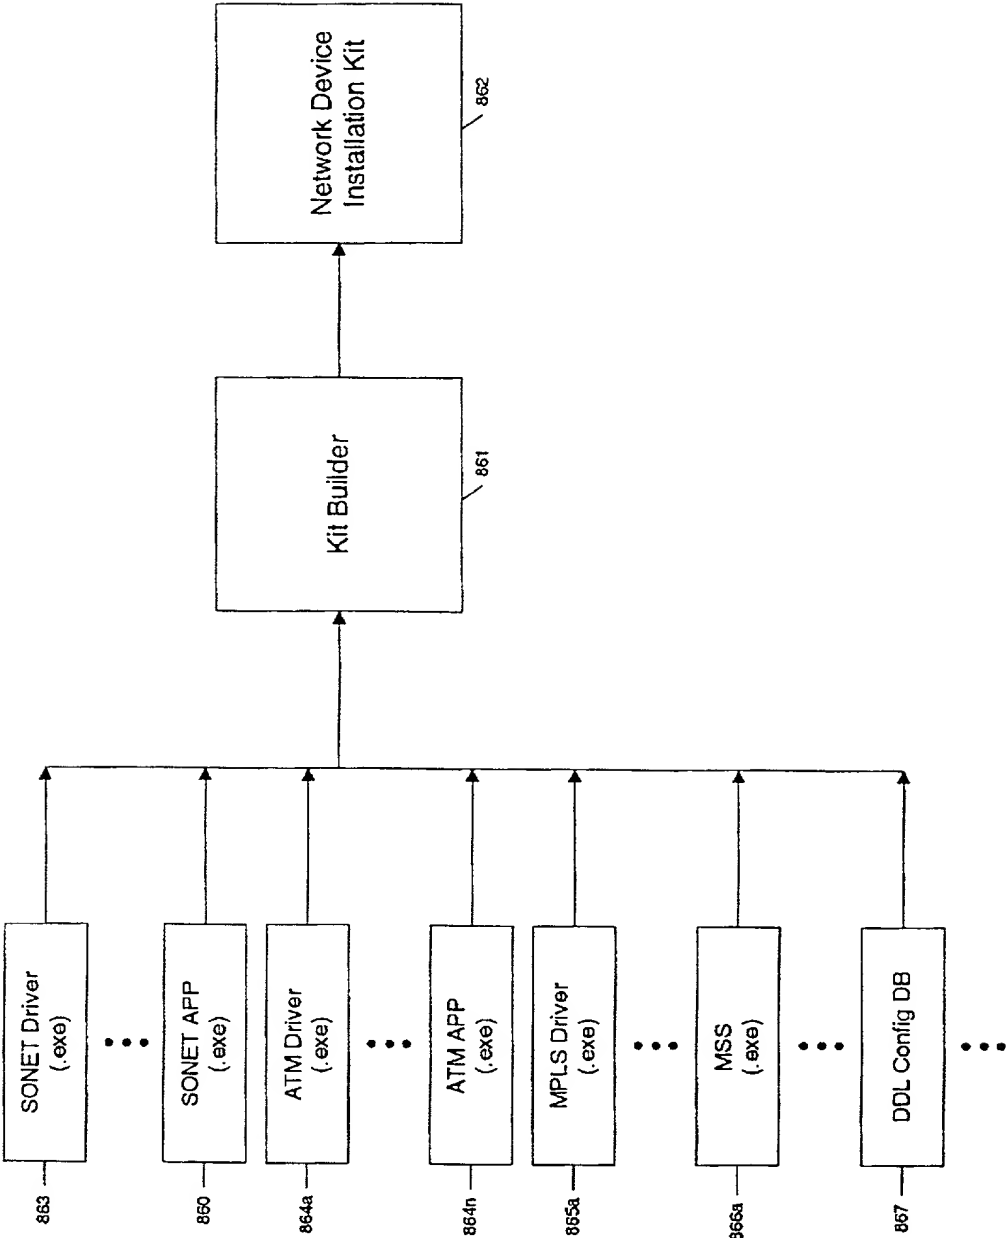 SONET Driver
(.exe)
863
SONET APP
(.exe)
860
ATM Driver
(.exe)
864a
ATM APP
(.exe)
864n
MPLS Driver
(.exe)
865a
MSS
(.exe)
866a
DDL Config DB
867
Kit Builder
861
Network Device
Installation Kit
862